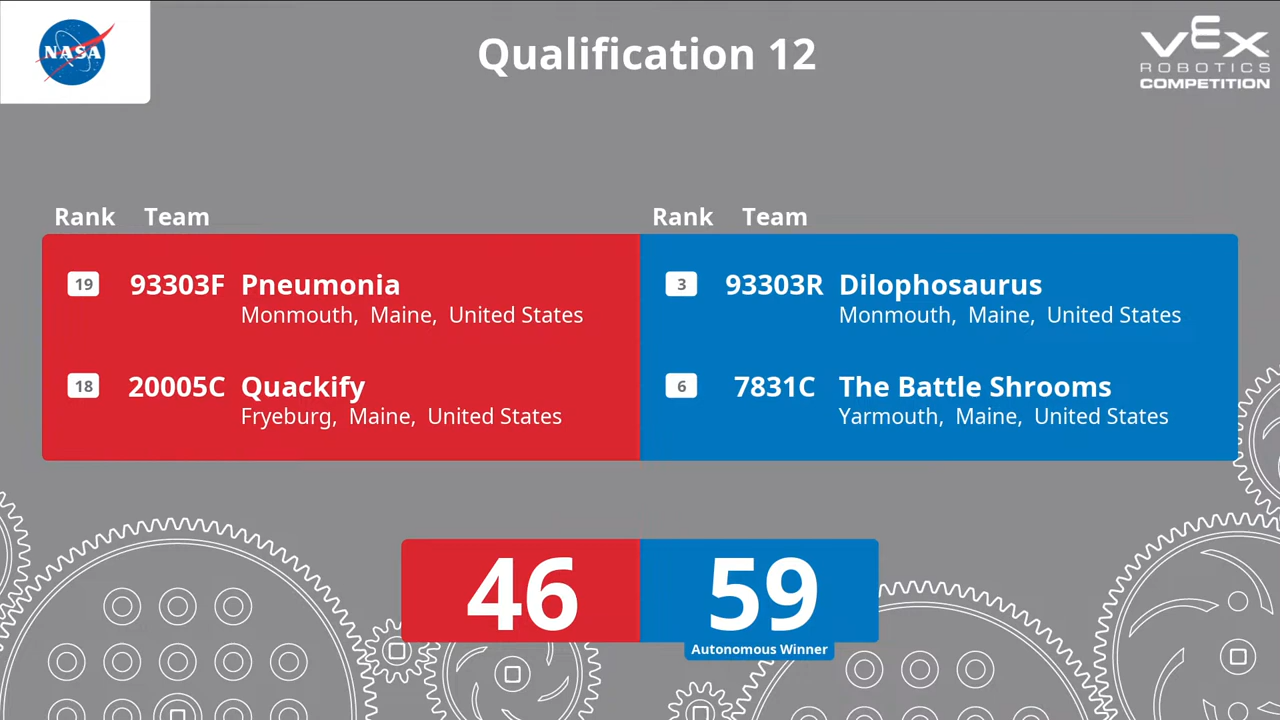 NASA
Qualification 12
VEX
ROBOTICS
COMPETITION
Rank Team
19 93303F Pneumonia
Monmouth, Maine, United States
18 20005C Quackify
Fryeburg, Maine, United States
Rank Team
3 93303R Dilophosaurus
Monmouth, Maine, United States
6 7831C The Battle Shrooms
Yarmouth, Maine, United States
46
59
Autonomous Winner